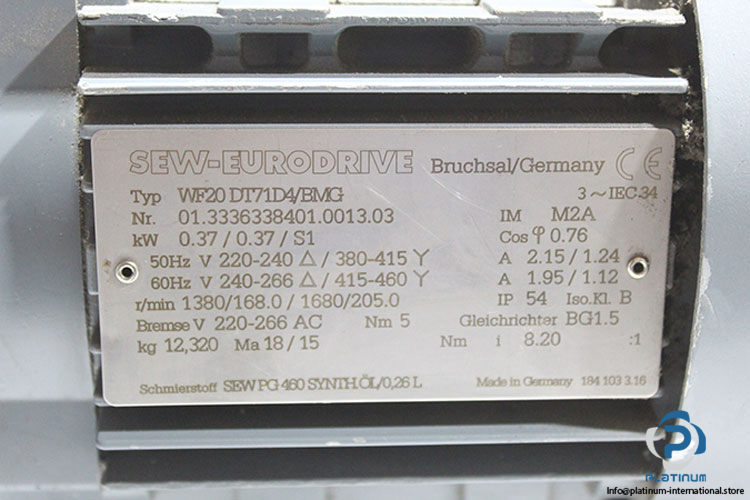 SEW-EURODRIVE Bruchsal/Germany CE
Typ WF20 DT71D4/BMG 3 ~ IEC 34
Nr. 01.3336338401.0013.03 IM M2A
kW 0.37 / 0.37 / S1 Cos φ 0.76
50Hz V 220-240 △ / 380-415 Y A 2.15 / 1.24
60Hz V 240-266 △ / 415-460 Y A 1.95 / 1.12
r/min 1380/168.0 / 1680/205.0 IP 54 Iso.Kl. B
Bremse V 220-266 AC Nm 5 Gleichrichter BG1.5
kg 12,320 Ma 18 / 15 Nm i 8.20 :1
Schmierstoff SEW PG 460 SYNTH.ÖL/0,26 L Made in Germany 184 103 3.16
PLATINUM
Info@platinum-international.store